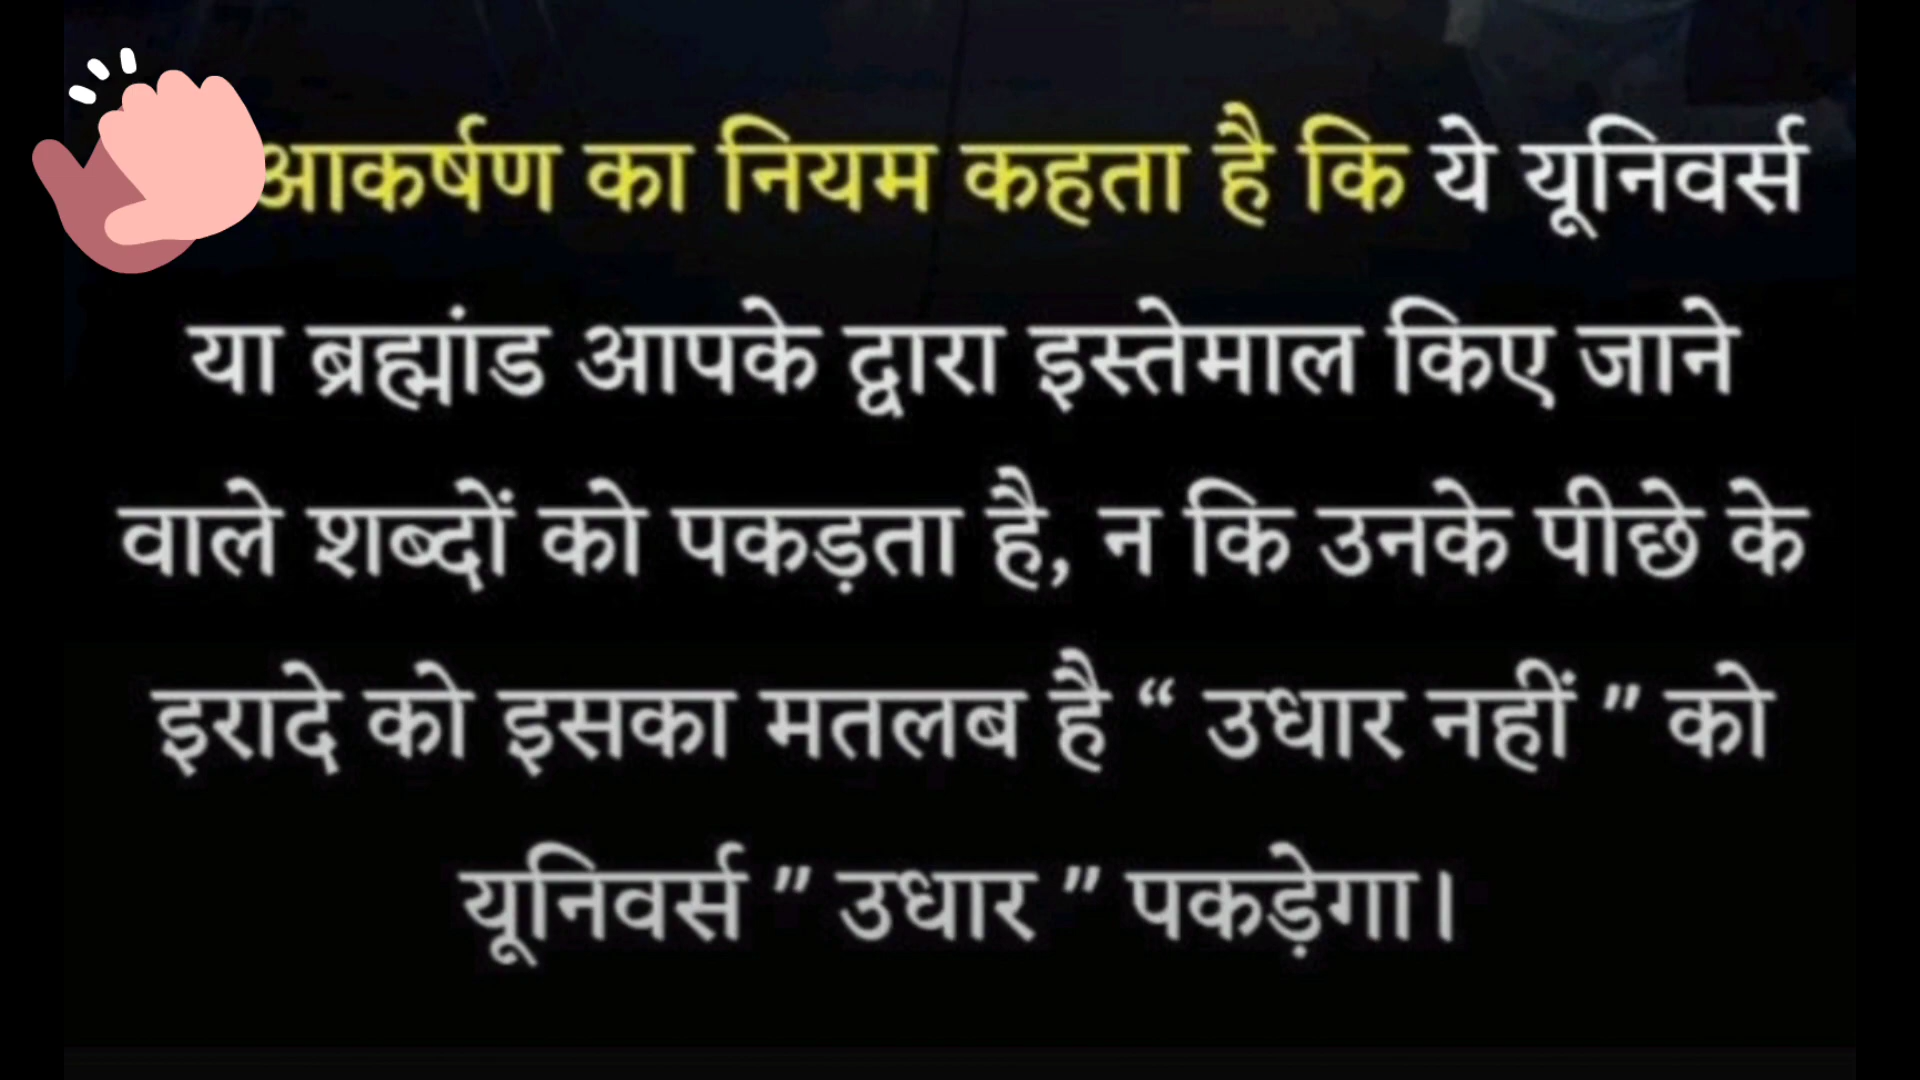 आकर्षण का नियम कहता है कि ये यूनिवर्स
या ब्रह्मांड आपके द्वारा इस्तेमाल किए जाने
वाले शब्दों को पकड़ता है, न कि उनके पीछे के
इरादे को इसका मतलब है “ उधार नहीं ” को
यूनिवर्स ” उधार ” पकड़ेगा।